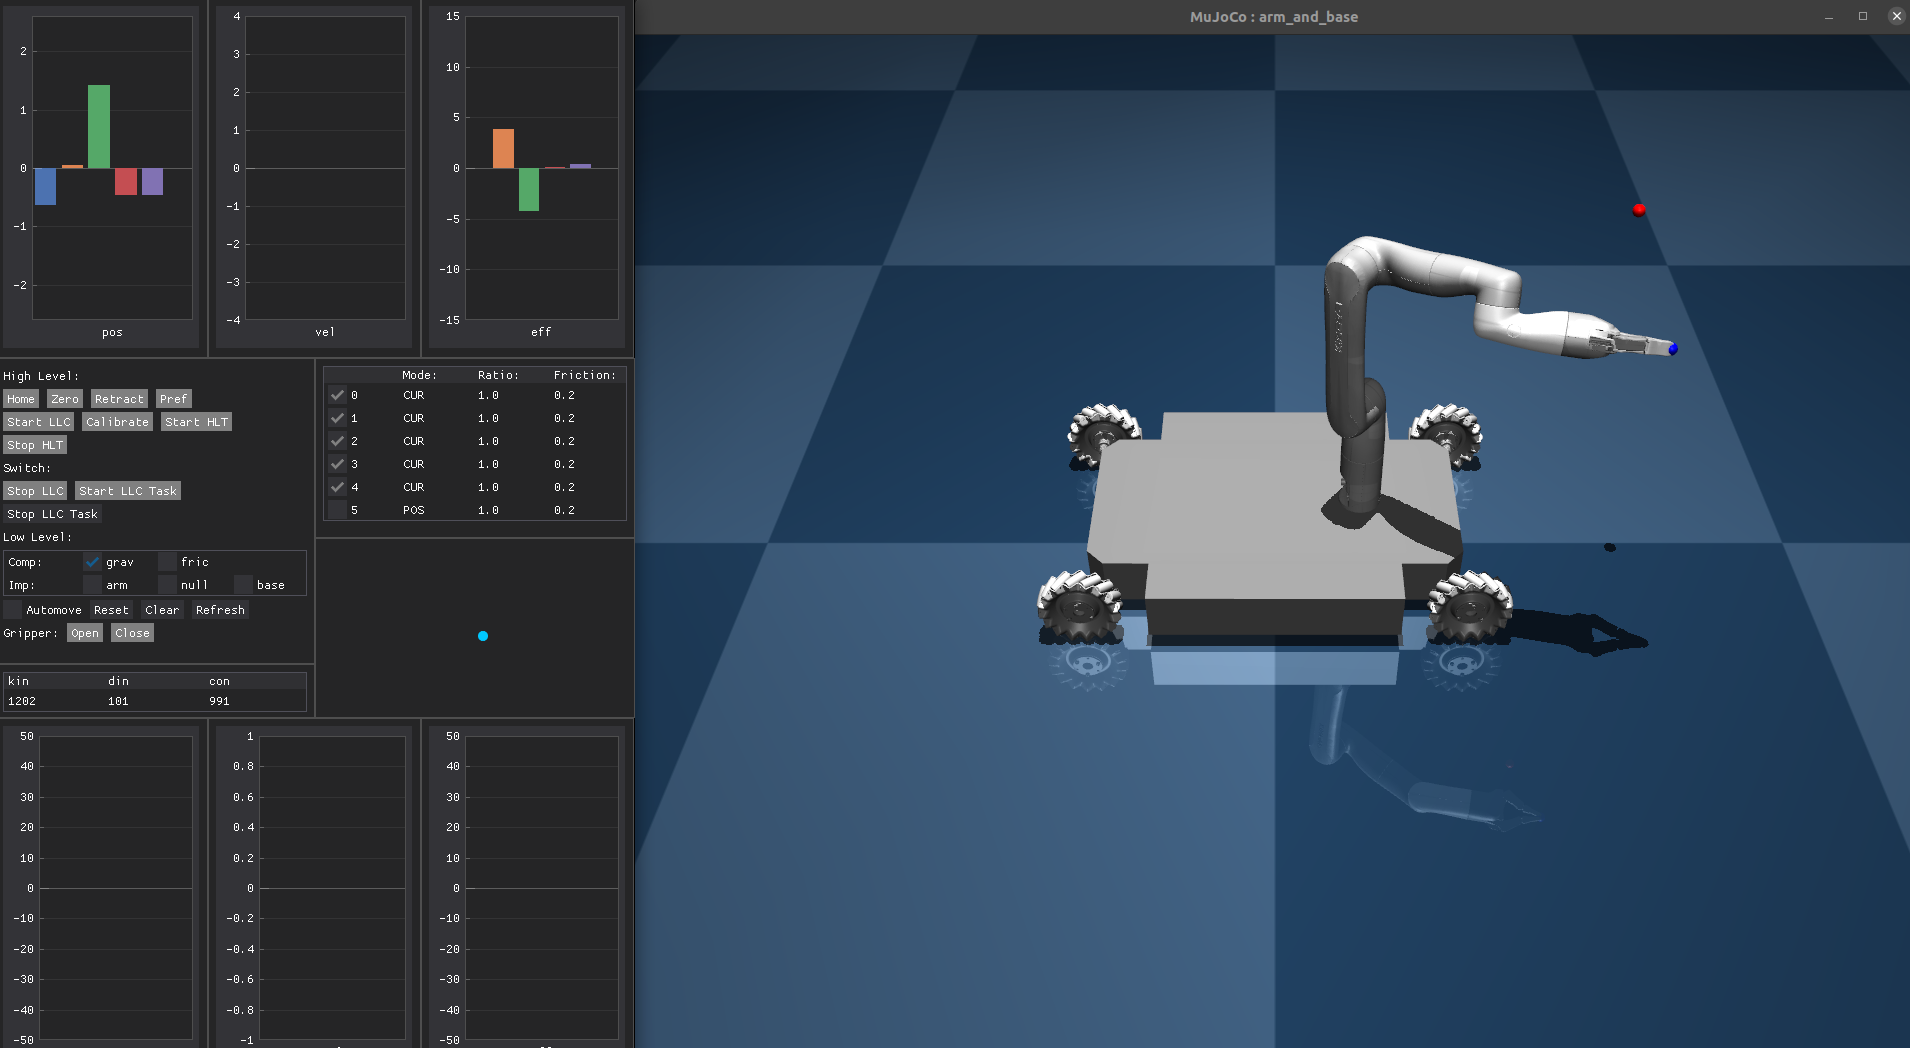 MuJoCo : arm_and_base
2
1
0
-1
-2
pos
4
3
2
1
0
-1
-2
-3
-4
vel
15
10
5
0
-5
-10
-15
eff
High Level:
Home Zero Retract Pref
Start LLC Calibrate Start HLT
Stop HLT
Switch:
Stop LLC Start LLC Task
Stop LLC Task
Low Level:
Comp: grav fric
Imp: arm null base
Automove Reset Clear Refresh
Gripper: Open Close
Mode: Ratio: Friction:
0 CUR 1.0 0.2
1 CUR 1.0 0.2
2 CUR 1.0 0.2
3 CUR 1.0 0.2
4 CUR 1.0 0.2
5 POS 1.0 0.2
kin din con
1202 101 991
50
40
30
20
10
0
-10
-20
-30
-40
-50
1
0.8
0.6
0.4
0.2
0
-0.2
-0.4
-0.6
-0.8
-1
50
40
30
20
10
0
-10
-20
-30
-40
-50